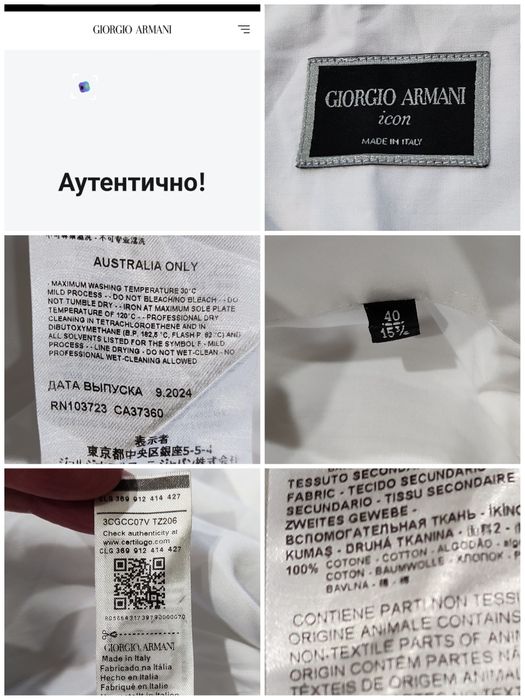 GIORGIO ARMANI
Аутентично!
GIORGIO ARMANI
icon
MADE IN ITALY
AUSTRALIA ONLY
- MAXIMUM WASHING TEMPERATURE 30°C
MILD PROCESS - - DO NOT BLEACHING BLEACH - - DO
NOT TUMBLE DRY - - IRON AT MAXIMUM SOLE PLATE
TEMPERATURE OF 120°C - - PROFESSIONAL DRY
CLEANING IN TETRACHLOROETHENE AND IN
DIBUTOXYMETHANE (B.P. 182,5 °C, FLASH P. 62 °C) AND
ALL SOLVENTS LISTED FOR THE SYMBOL F - MILD
PROCESS - - LINE DRYING - DO NOT WET-CLEAN - NO
PROFESSIONAL WET-CLEANING ALLOWED
ДАТА ВЫПУСКА 9.2024
RN103723 CA37360
表示者
東京都中央区銀座5-5-4
40
15¾
CLG 369 912 414 427
3CGCC07V TZ206
Check authenticity at
www.certilogo.com
CLG 369 912 414 427
GIORGIO ARMANI
Made in Italy
Fabricado na Itália
Hecho en Italia
Fabriqué en Italie
TESSUTO SECONDARIO
FABRIC - TECIDO SECUNDARIO
SECUNDARIO - TISSU SECONDAIRE
ZWEITES GEWEBE -
ВСПОМОГАТЕЛЬНАЯ ТКАНЬ - İKİNC
KUMAŞ - DRUHÁ TKANINA -
100% COTONE - COTTON - ALGODÃO -
COTON - BAUMWOLLE - ХЛОПОК -
BAVLNA - 棉 - 棉
CONTIENE PARTI NON TESSI
ORIGINE ANIMALE CONTAINS
NON-TEXTILE PARTS OF ANIM
ORIGIN CONTÉM PARTES NÃ
TÊXTEIS DE ORIGEM ANIMAL